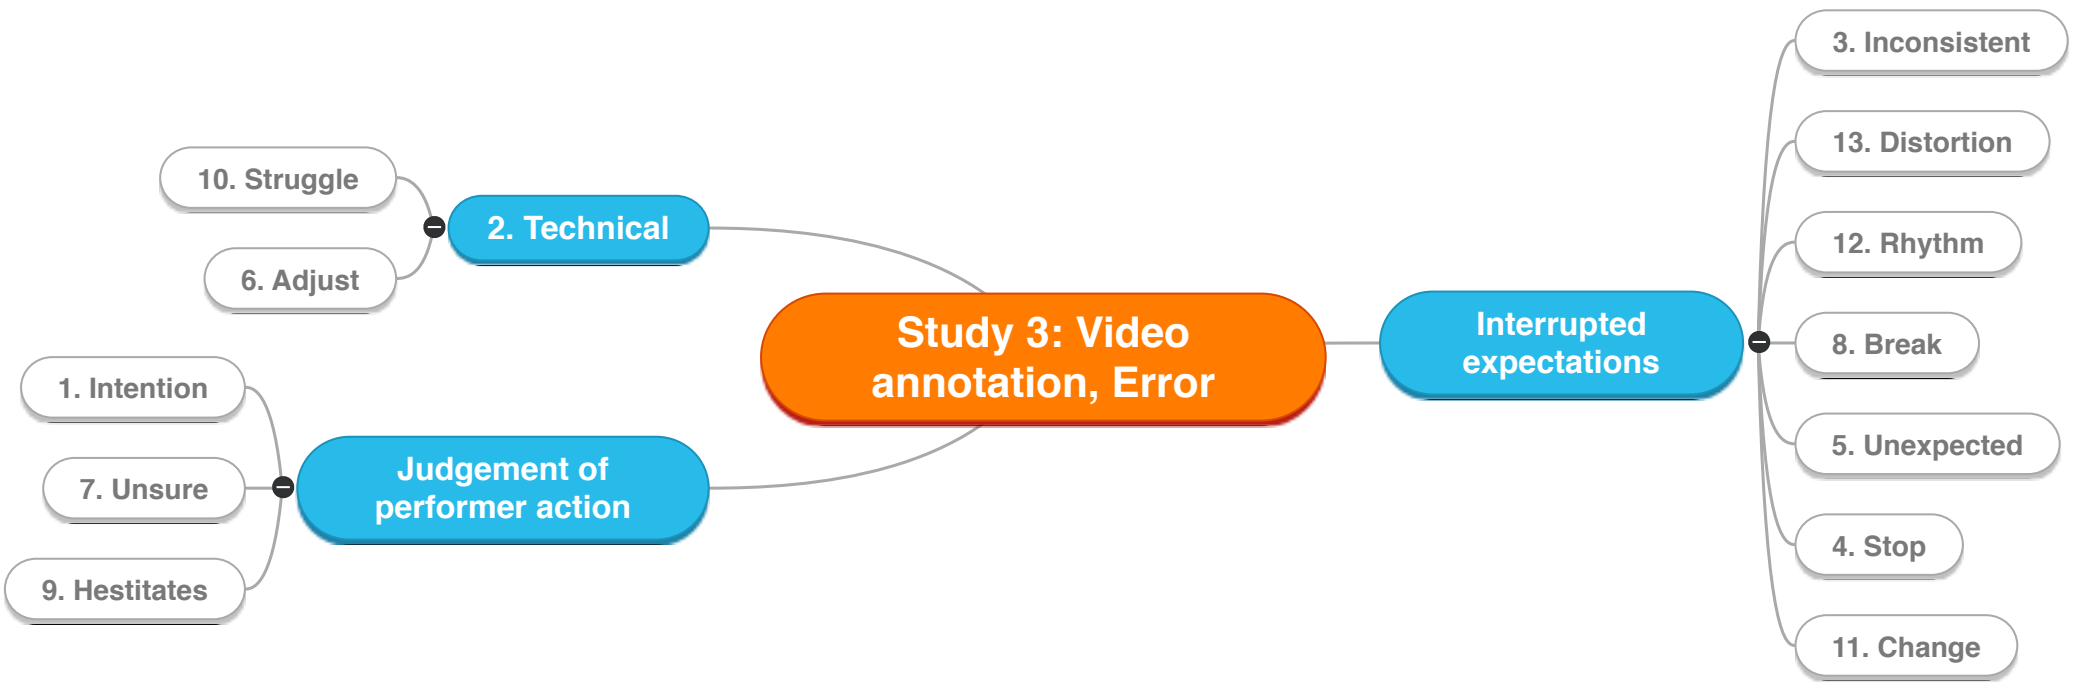 Study 3: Video
annotation, Error
2. Technical
10. Struggle
6. Adjust
Judgement of
performer action
1. Intention
7. Unsure
9. Hestitates
Interrupted
expectations
3. Inconsistent
13. Distortion
12. Rhythm
8. Break
5. Unexpected
4. Stop
11. Change